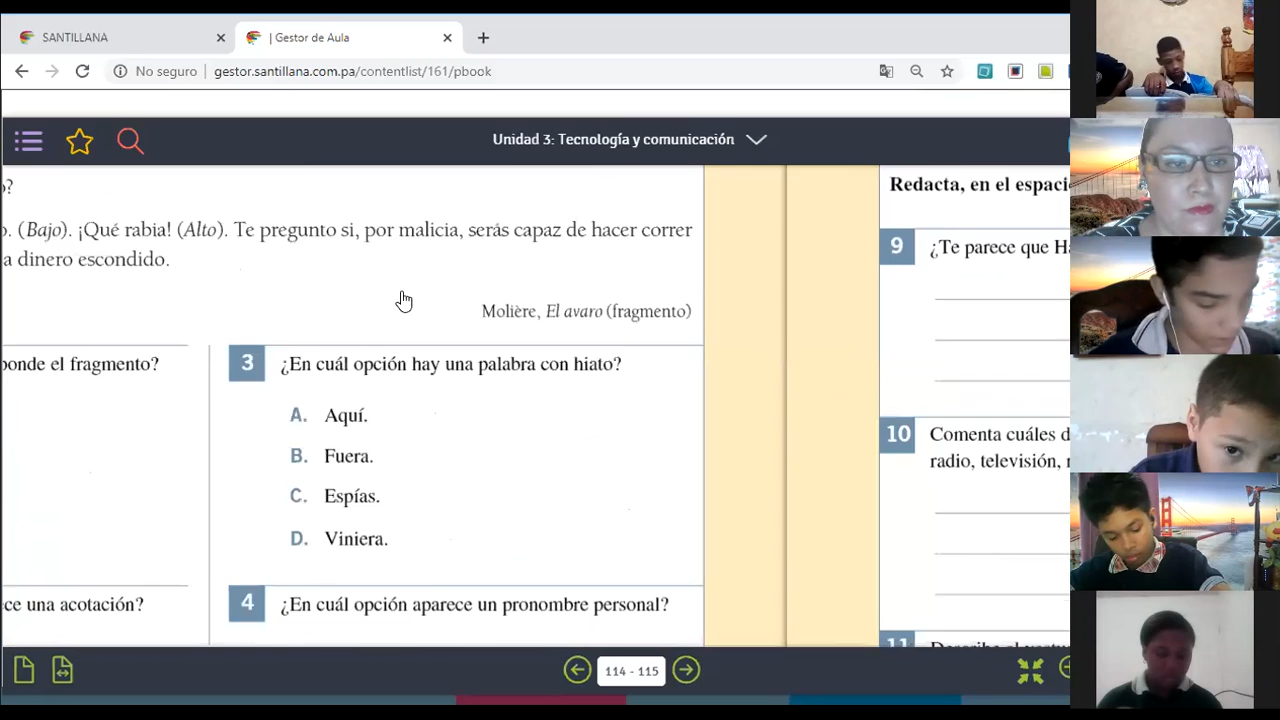 SANTILLANA
| Gestor de Aula
No seguro
gestor.santillana.com.pa/contentlist/161/pbook
Unidad 3: Tecnología y comunicación
o?
o. (Bajo). ¡Qué rabia! (Alto). Te pregunto si, por malicia, serás capaz de hacer correr
a dinero escondido.
Molière, El avaro (fragmento)
ponde el fragmento?
ce una acotación?
3 ¿En cuál opción hay una palabra con hiato?
A. Aquí.
B. Fuera.
C. Espías.
D. Viniera.
4 ¿En cuál opción aparece un pronombre personal?
Redacta, en el espaci
9 ¿Te parece que Ha
10 Comenta cuáles d
radio, televisión,
11
114 - 115